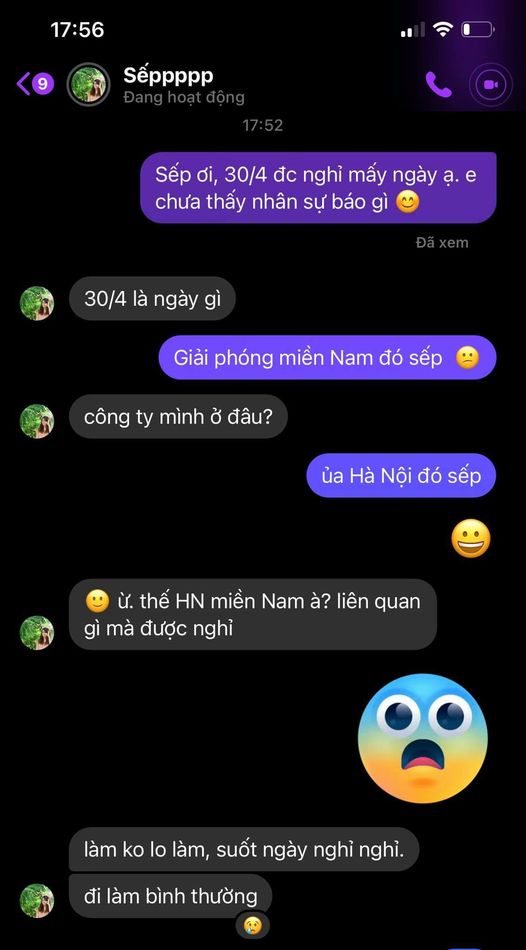 17:56
9
Sếppppp
Đang hoạt động
17:52
Sếp ơi, 30/4 đc nghỉ mấy ngày ạ. e
chưa thấy nhân sự báo gì 😊
Đã xem
30/4 là ngày gì
Giải phóng miền Nam đó sếp 😕
công ty mình ở đâu?
ủa Hà Nội đó sếp
😀
🙂 ừ. thế HN miền Nam à? liên quan
gì mà được nghỉ
làm ko lo làm, suốt ngày nghỉ nghỉ.
đi làm bình thường
😢